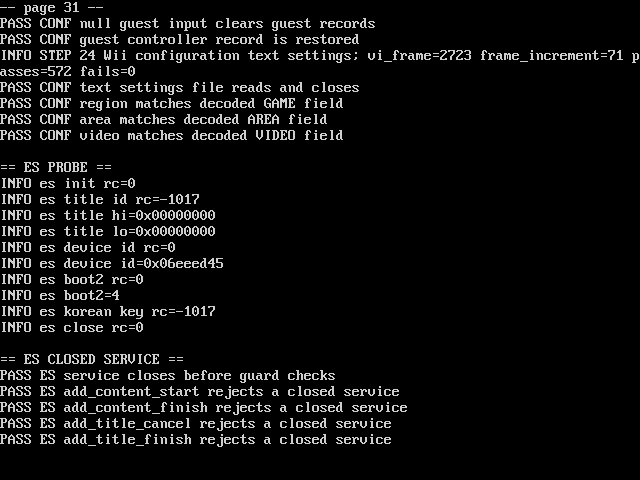 -- page 31 --
PASS CONF null guest input clears guest records
PASS CONF guest controller record is restored
INFO STEP 24 Wii configuration text settings; vi_frame=2723 frame_increment=71 p
asses=572 fails=0
PASS CONF text settings file reads and closes
PASS CONF region matches decoded GAME field
PASS CONF area matches decoded AREA field
PASS CONF video matches decoded VIDEO field

== ES PROBE ==
INFO es init rc=0
INFO es title id rc=-1017
INFO es title hi=0x00000000
INFO es title lo=0x00000000
INFO es device id rc=0
INFO es device id=0x06eeed45
INFO es boot2 rc=0
INFO es boot2=4
INFO es korean key rc=-1017
INFO es close rc=0

== ES CLOSED SERVICE ==
PASS ES service closes before guard checks
PASS ES add_content_start rejects a closed service
PASS ES add_content_finish rejects a closed service
PASS ES add_title_cancel rejects a closed service
PASS ES add_title_finish rejects a closed service